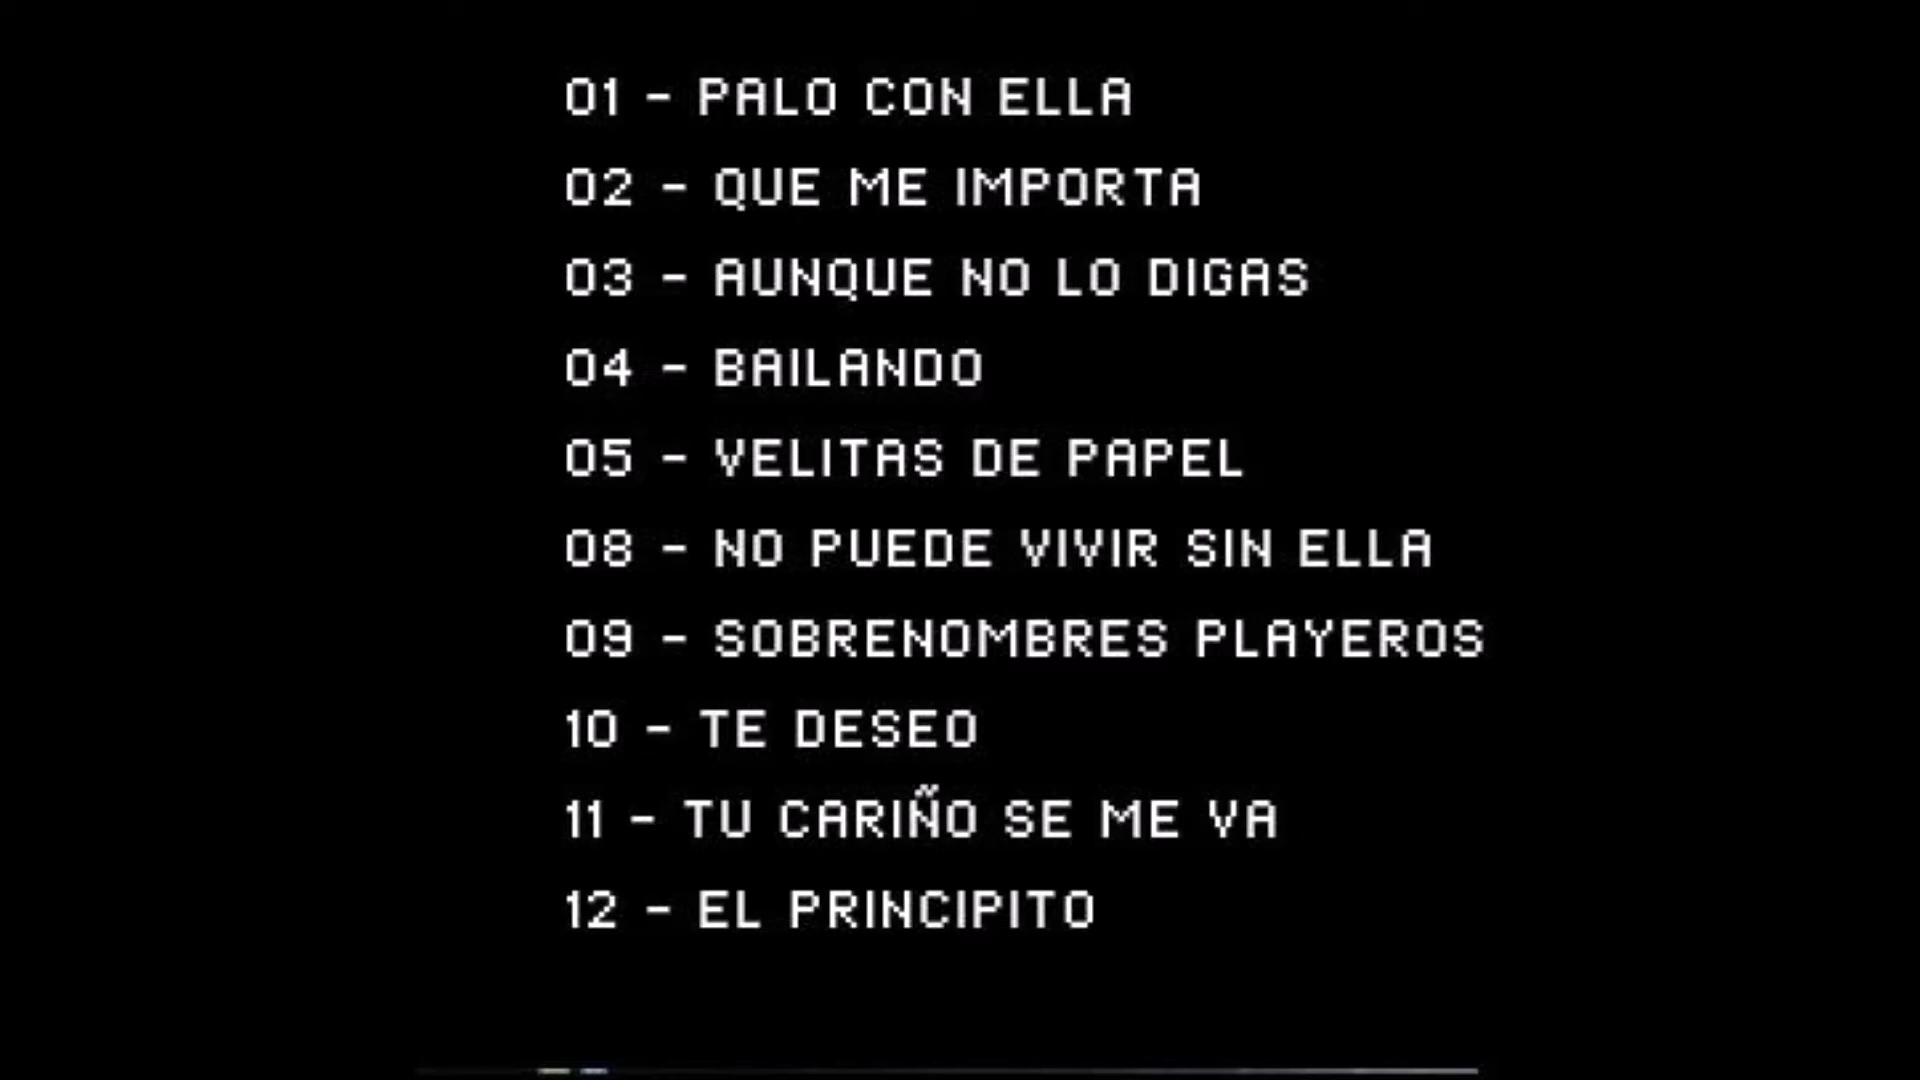 01 - PALO CON ELLA
02 - QUE ME IMPORTA
03 - AUNQUE NO LO DIGAS
04 - BAILANDO
05 - VELITAS DE PAPEL
08 - NO PUEDE VIVIR SIN ELLA
09 - SOBRENOMBRES PLAYEROS
10 - TE DESEO
11 - TU CARIÑO SE ME VA
12 - EL PRINCIPITO